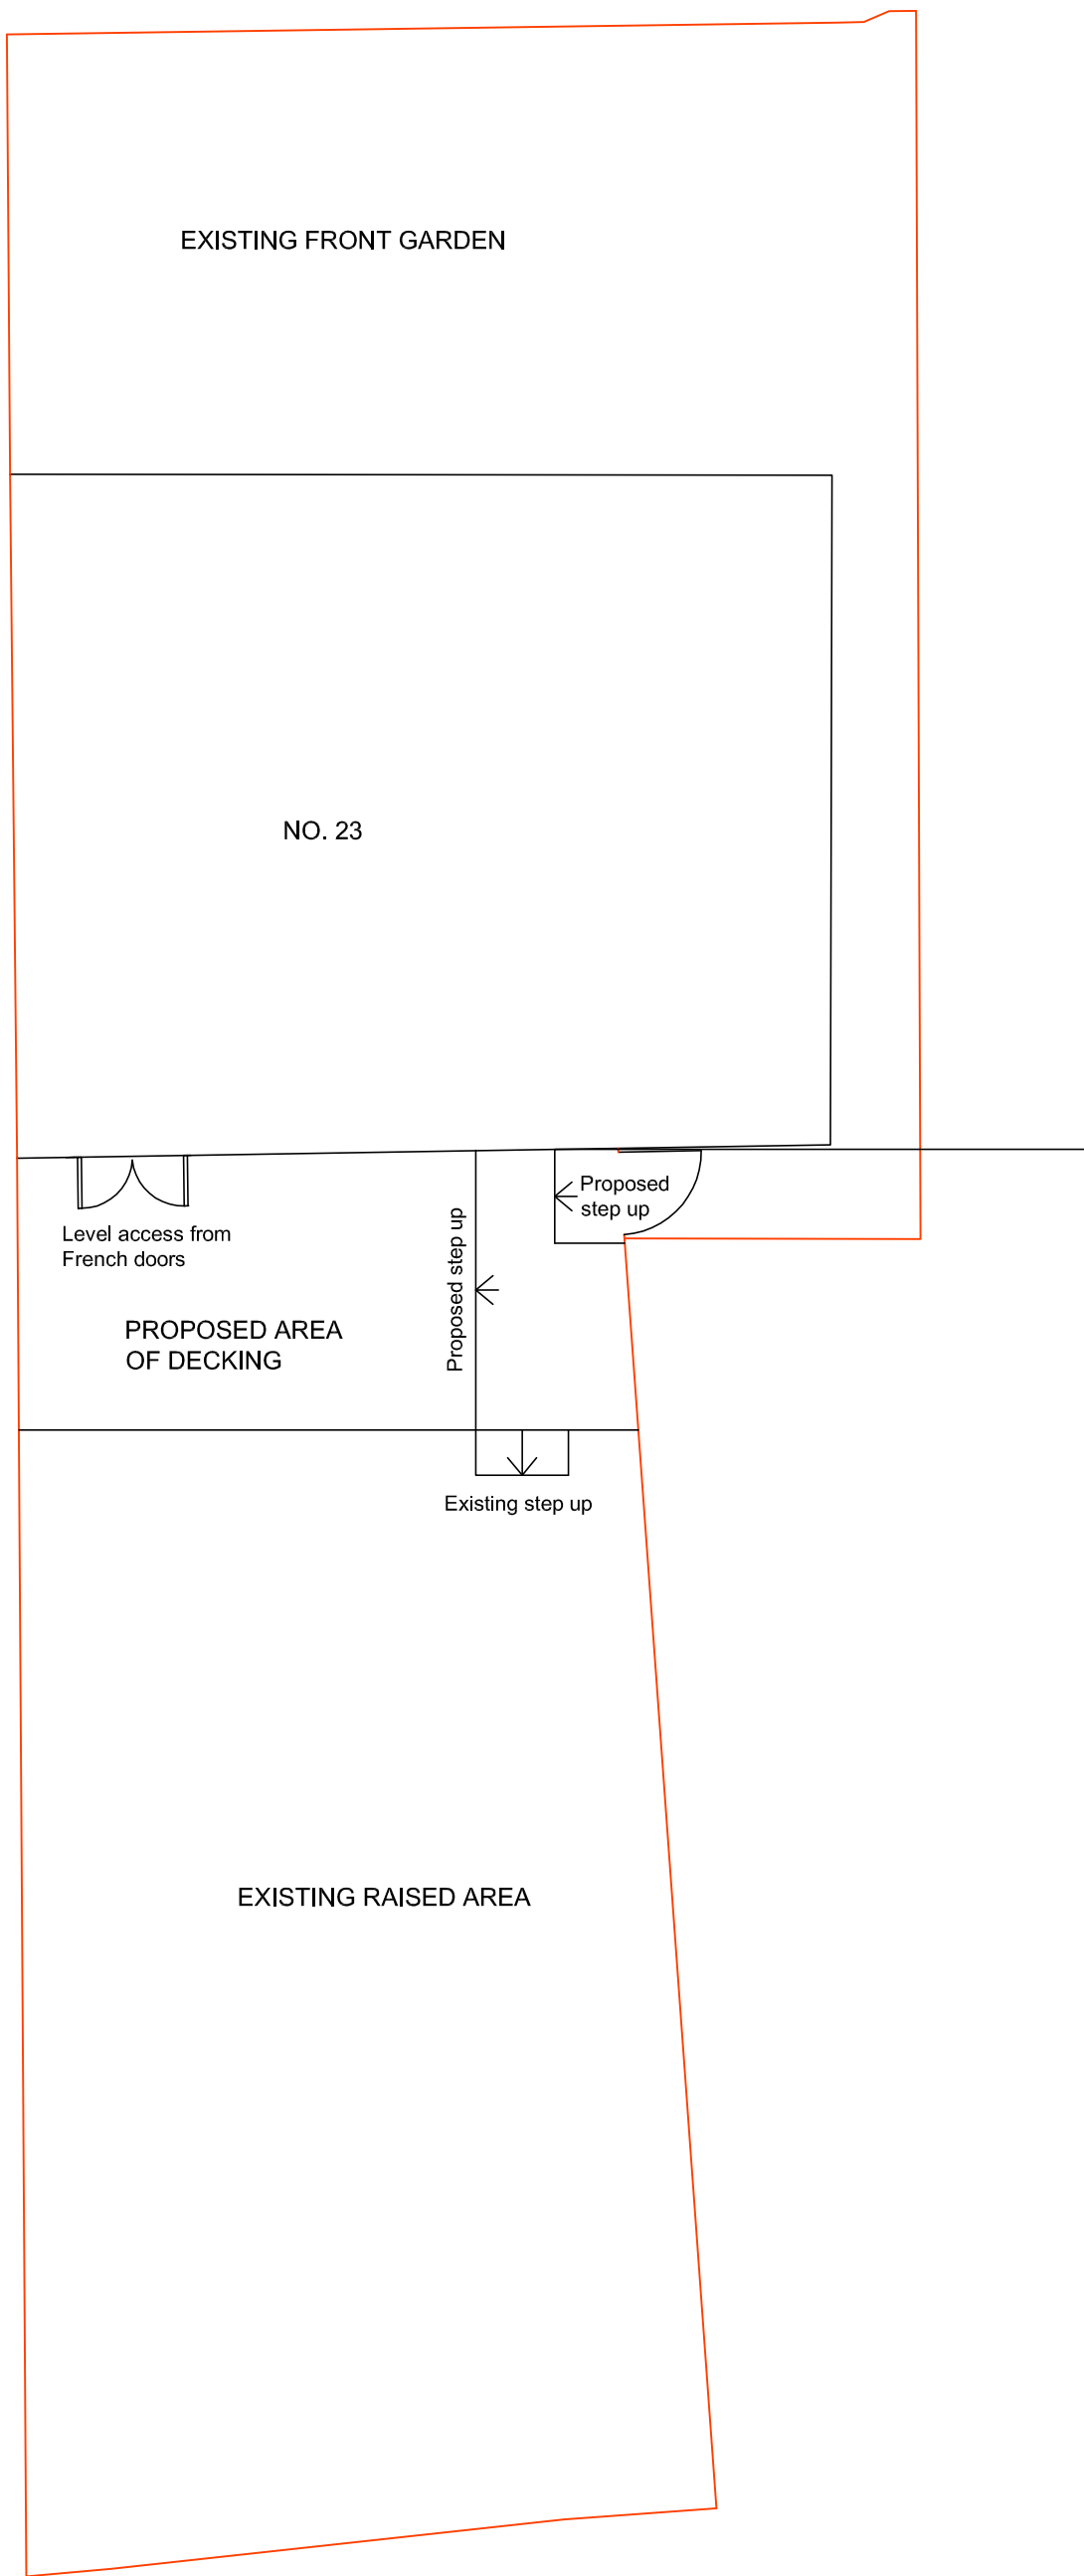 EXISTING FRONT GARDEN
NO. 23
Proposed
step up
Level access from
French doors
Proposed step up
PROPOSED AREA
OF DECKING
Existing step up
EXISTING RAISED AREA